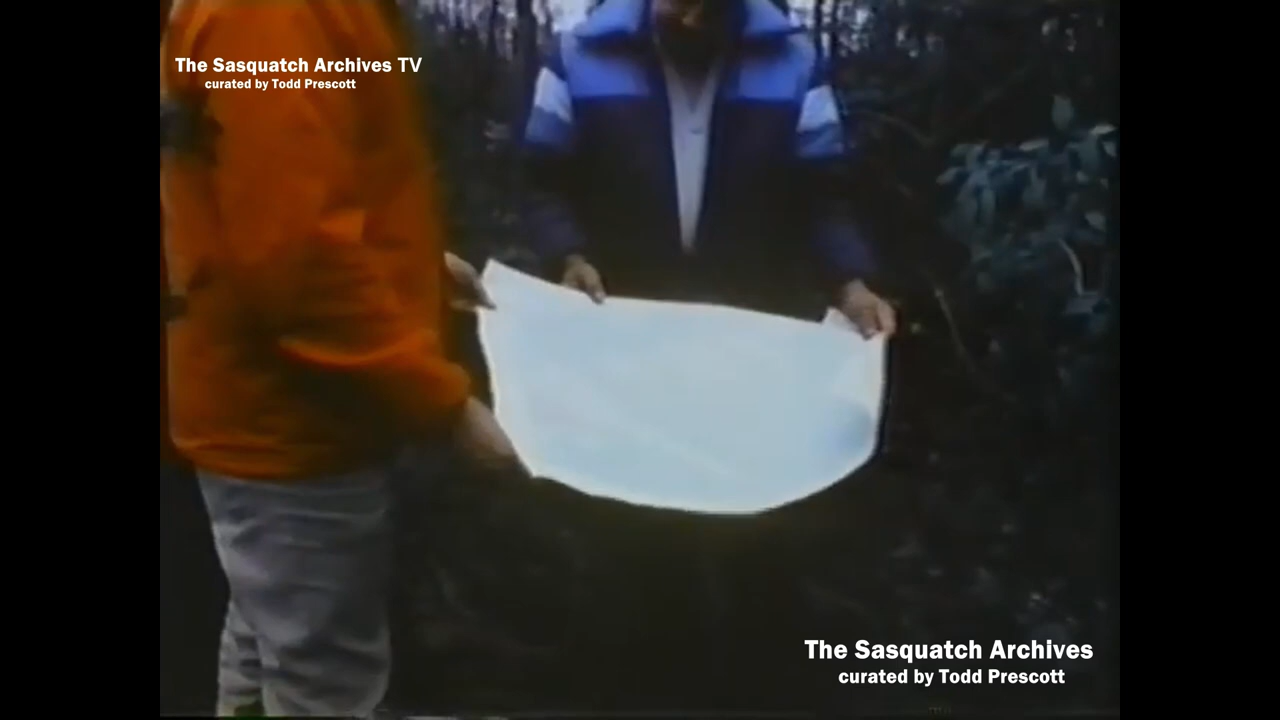 The Sasquatch Archives TV
curated by Todd Prescott
The Sasquatch Archives
curated by Todd Prescott